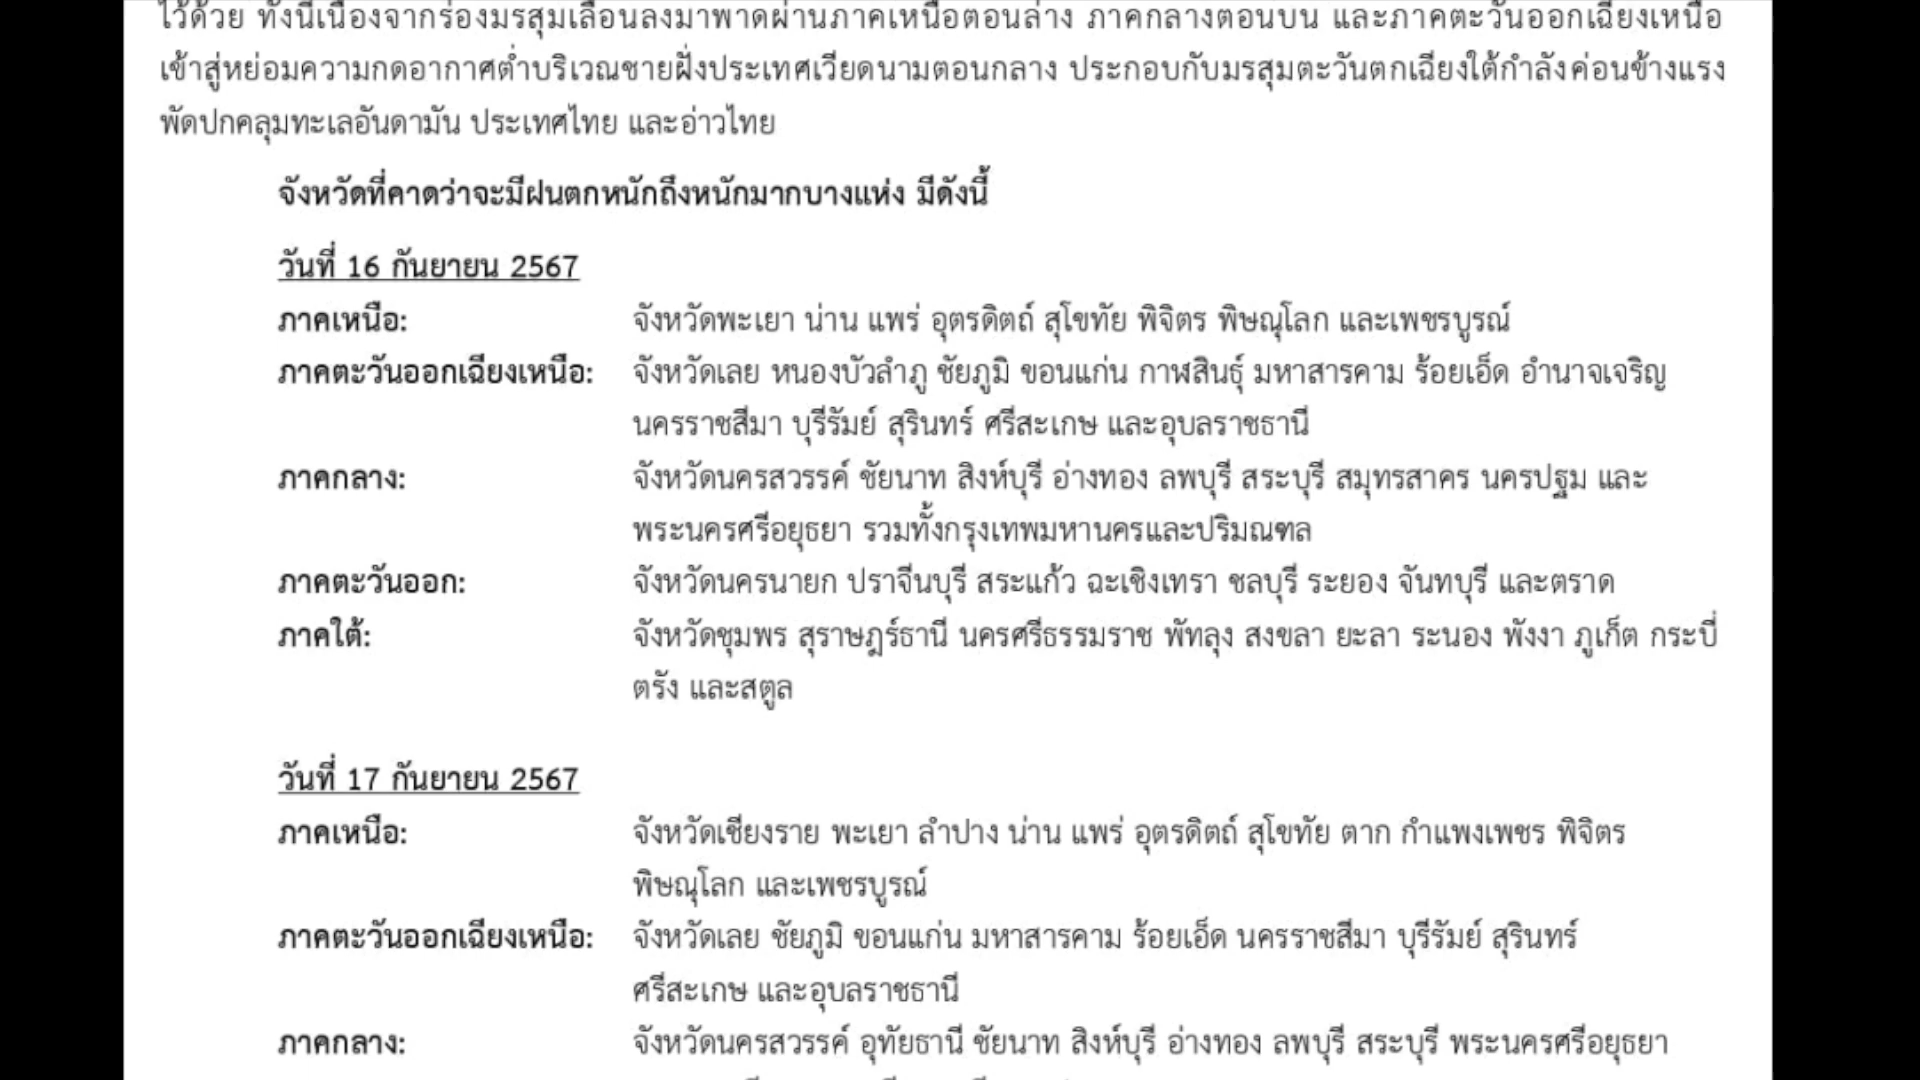 ไว้ด้วย ทั้งนี้เนื่องจากร่องมรสุมเลื่อนลงมาพาดผ่านภาคเหนือตอนล่าง ภาคกลางตอนบน และภาคตะวันออกเฉียงเหนือ
เข้าสู่หย่อมความกดอากาศต่ำบริเวณชายฝั่งประเทศเวียดนามตอนกลาง ประกอบกับมรสุมตะวันตกเฉียงใต้กำลังค่อนข้างแรง
พัดปกคลุมทะเลอันดามัน ประเทศไทย และอ่าวไทย
จังหวัดที่คาดว่าจะมีฝนตกหนักถึงหนักมากบางแห่ง มีดังนี้
วันที่ 16 กันยายน 2567
ภาคเหนือ: จังหวัดพะเยา น่าน แพร่ อุตรดิตถ์ สุโขทัย พิจิตร พิษณุโลก และเพชรบูรณ์
ภาคตะวันออกเฉียงเหนือ: จังหวัดเลย หนองบัวลำภู ชัยภูมิ ขอนแก่น กาฬสินธุ์ มหาสารคาม ร้อยเอ็ด อำนาจเจริญ
นครราชสีมา บุรีรัมย์ สุรินทร์ ศรีสะเกษ และอุบลราชธานี
ภาคกลาง: จังหวัดนครสวรรค์ ชัยนาท สิงห์บุรี อ่างทอง ลพบุรี สระบุรี สมุทรสาคร นครปฐม และ
พระนครศรีอยุธยา รวมทั้งกรุงเทพมหานครและปริมณฑล
ภาคตะวันออก: จังหวัดนครนายก ปราจีนบุรี สระแก้ว ฉะเชิงเทรา ชลบุรี ระยอง จันทบุรี และตราด
ภาคใต้: จังหวัดชุมพร สุราษฎร์ธานี นครศรีธรรมราช พัทลุง สงขลา ยะลา ระนอง พังงา ภูเก็ต กระบี่
ตรัง และสตูล
วันที่ 17 กันยายน 2567
ภาคเหนือ: จังหวัดเชียงราย พะเยา ลำปาง น่าน แพร่ อุตรดิตถ์ สุโขทัย ตาก กำแพงเพชร พิจิตร
พิษณุโลก และเพชรบูรณ์
ภาคตะวันออกเฉียงเหนือ: จังหวัดเลย ชัยภูมิ ขอนแก่น มหาสารคาม ร้อยเอ็ด นครราชสีมา บุรีรัมย์ สุรินทร์
ศรีสะเกษ และอุบลราชธานี
ภาคกลาง: จังหวัดนครสวรรค์ อุทัยธานี ชัยนาท สิงห์บุรี อ่างทอง ลพบุรี สระบุรี พระนครศรีอยุธยา